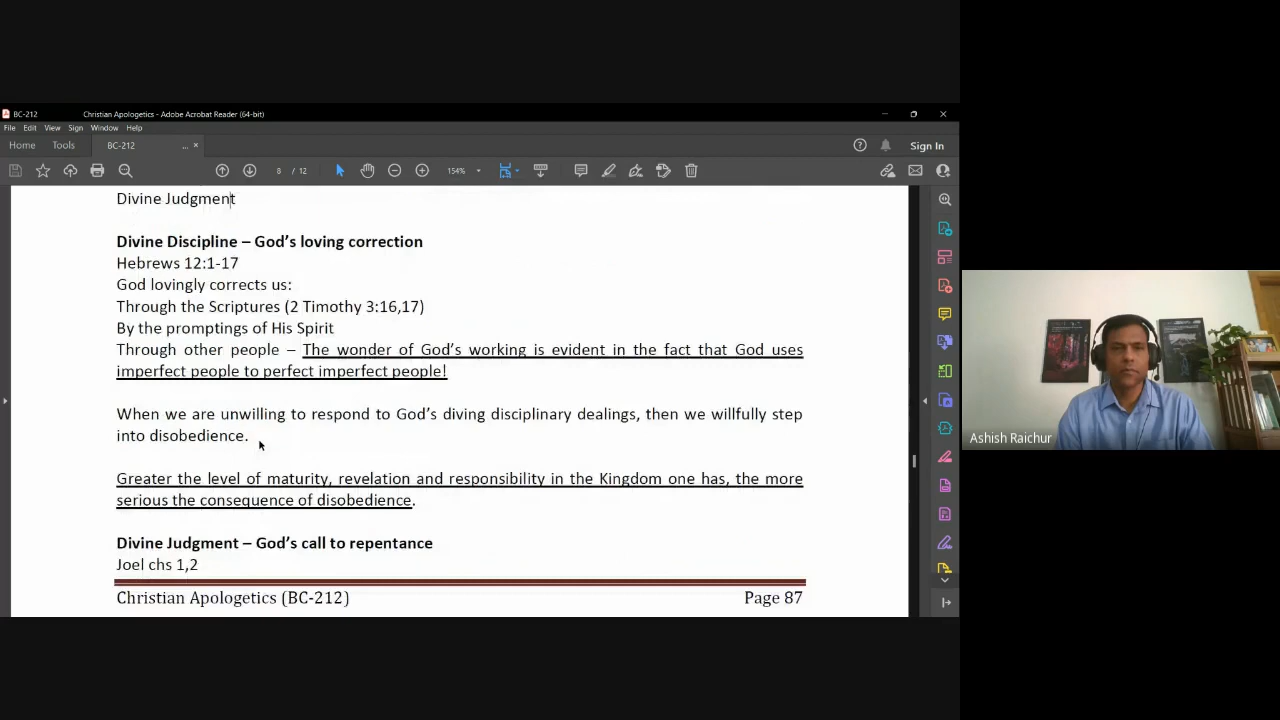 BC-212 Christian Apologetics - Adobe Acrobat Reader (64-bit)
File Edit View Sign Window Help
Home Tools BC-212 ... × Sign In
8 / 12 154%
Divine Judgment
Divine Discipline – God's loving correction
Hebrews 12:1-17
God lovingly corrects us:
Through the Scriptures (2 Timothy 3:16,17)
By the promptings of His Spirit
Through other people – The wonder of God's working is evident in the fact that God uses
imperfect people to perfect imperfect people!
When we are unwilling to respond to God's diving disciplinary dealings, then we willfully step
into disobedience.
Greater the level of maturity, revelation and responsibility in the Kingdom one has, the more
serious the consequence of disobedience.
Divine Judgment – God's call to repentance
Joel chs 1,2
Christian Apologetics (BC-212) Page 87
Ashish Raichur